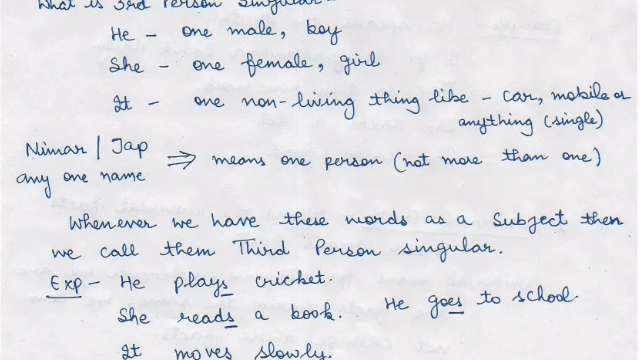 What is 3rd Person Singular-
He - one male, boy
She - one female, girl
It - one non-living thing like - car, mobile or
anything (single)
Nimar | Jap
any one name ⇒ means one person (not more than one)
Whenever we have these words as a Subject then
we call them Third Person singular.
Exp - He plays cricket.
He goes to school.
She reads a book.
It moves slowly.